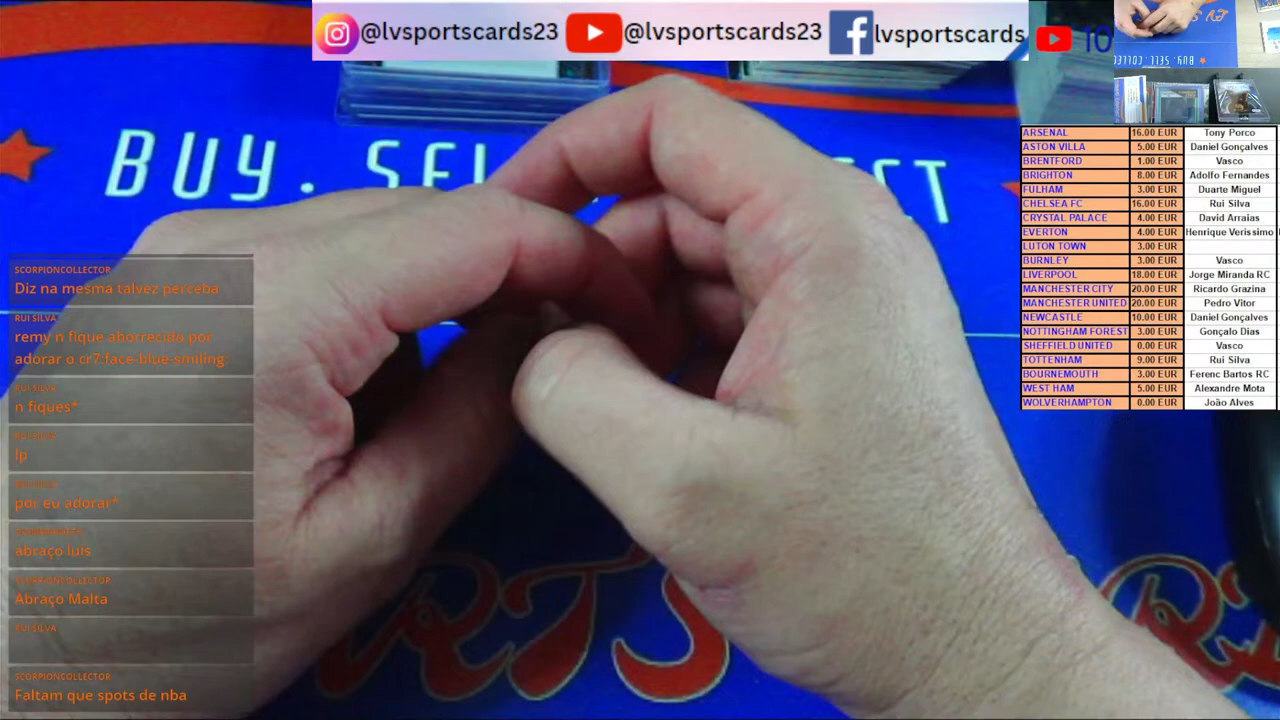 @lvsportscards23 @lvsportscards23 lvsportscards
10
BUY. SELL. CT
ARSENAL 16.00 EUR Tony Porco
ASTON VILLA 5.00 EUR Daniel Gonçalves
BRENTFORD 1.00 EUR Vasco
BRIGHTON 8.00 EUR Adolfo Fernandes
FULHAM 3.00 EUR Duarte Miguel
CHELSEA FC 16.00 EUR Rui Silva
CRYSTAL PALACE 4.00 EUR David Arraias
EVERTON 4.00 EUR Henrique Verissimo
LUTON TOWN 3.00 EUR
BURNLEY 3.00 EUR Vasco
LIVERPOOL 18.00 EUR Jorge Miranda RC
MANCHESTER CITY 20.00 EUR Ricardo Grazina
MANCHESTER UNITED 20.00 EUR Pedro Vitor
NEWCASTLE 10.00 EUR Daniel Gonçalves
NOTTINGHAM FOREST 3.00 EUR Gonçalo Dias
SHEFFIELD UNITED 0.00 EUR Vasco
TOTTENHAM 9.00 EUR Rui Silva
BOURNEMOUTH 3.00 EUR Ferenc Bartos RC
WEST HAM 5.00 EUR Alexandre Mota
WOLVERHAMPTON 0.00 EUR João Alves
SCORPIONCOLLECTOR
Diz na mesma talvez perceba
RUI SILVA
remy n fique aborrecido por
adorar o cr7:face-blue-smiling:
RUI SILVA
n fiques*
lp
por eu adorar*
abraço luis
SCORPIONCOLLECTOR
Abraço Malta
RUI SILVA
SCORPIONCOLLECTOR
Faltam que spots de nba